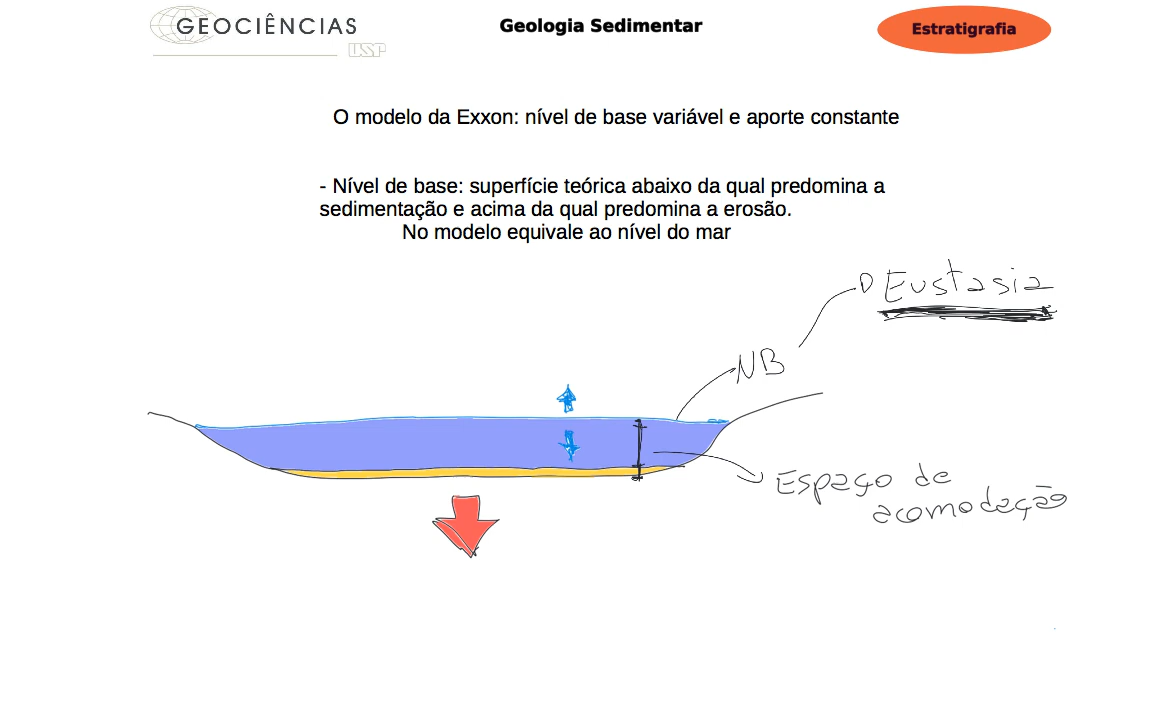 GEOCIÊNCIAS
USP
Geologia Sedimentar
Estratigrafia
O modelo da Exxon: nível de base variável e aporte constante
- Nível de base: superfície teórica abaixo da qual predomina a
sedimentação e acima da qual predomina a erosão.
No modelo equivale ao nível do mar
Eustasia
NB
Espaço de
acomodação